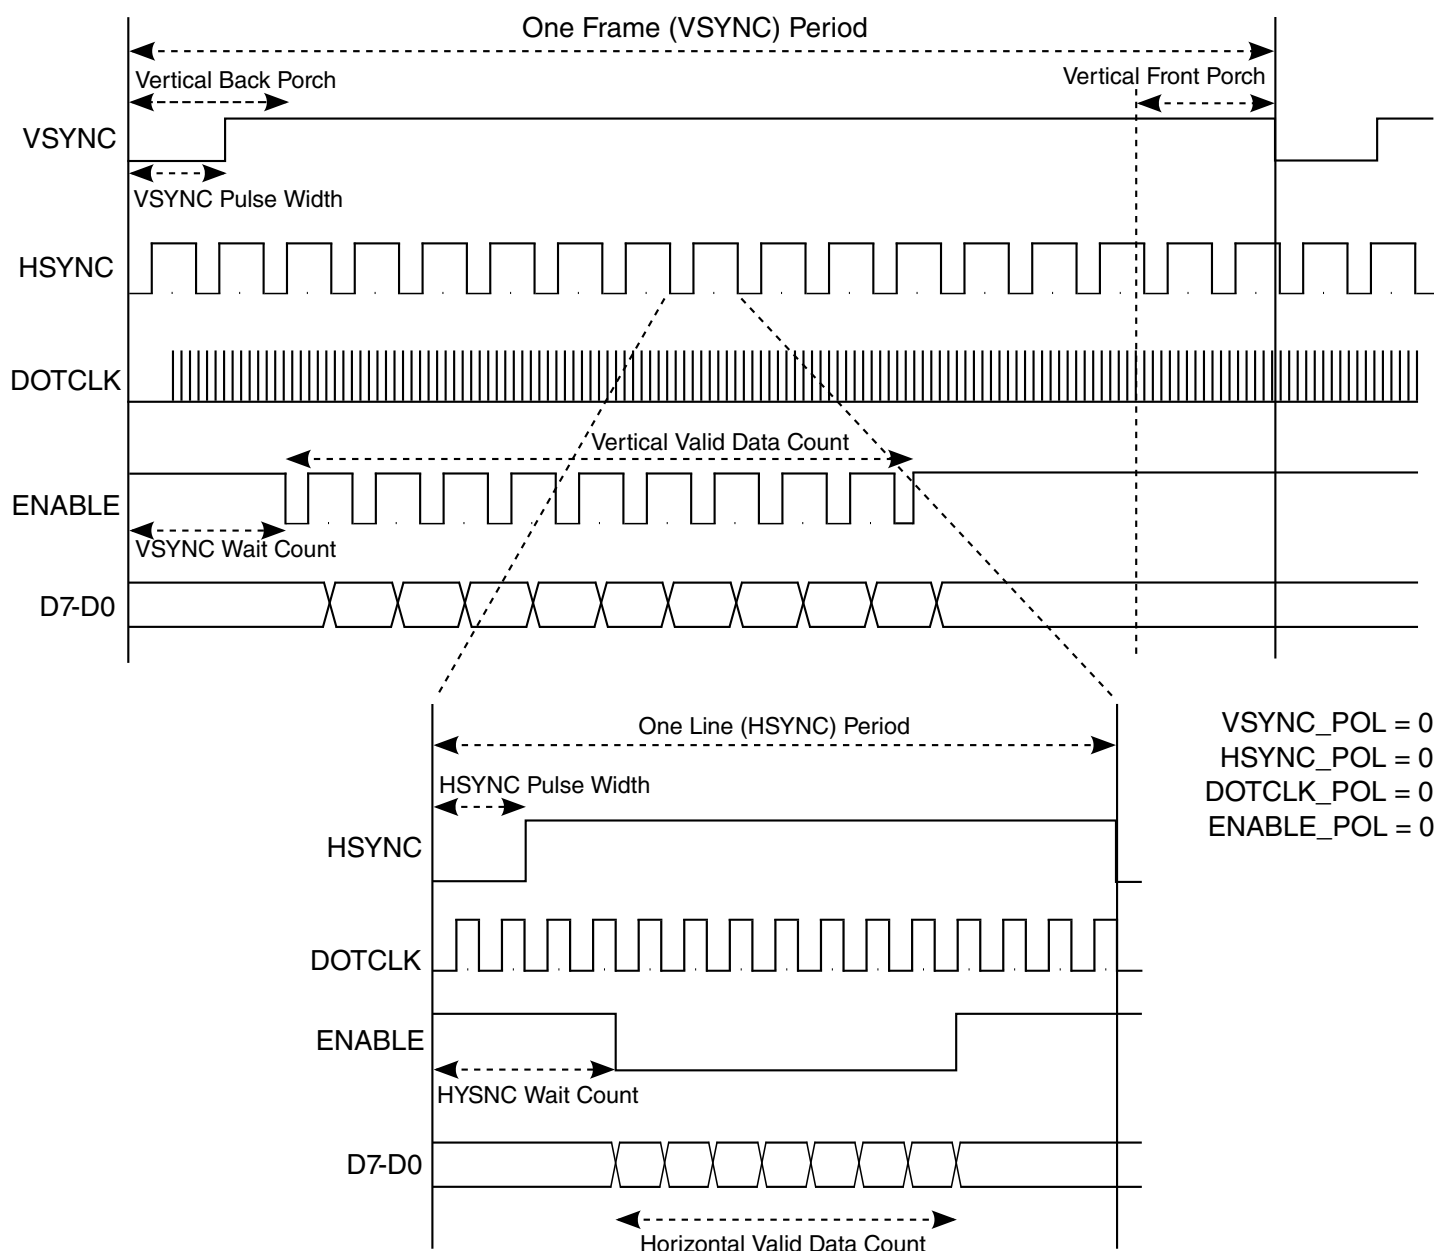 One Frame (VSYNC) Period
Vertical Back Porch
Vertical Front Porch
VSYNC
VSYNC Pulse Width
HSYNC
DOTCLK
Vertical Valid Data Count
ENABLE
VSYNC Wait Count
D7-D0
One Line (HSYNC) Period
VSYNC_POL = 0
HSYNC_POL = 0
DOTCLK_POL = 0
ENABLE_POL = 0
HSYNC Pulse Width
HSYNC
DOTCLK
ENABLE
HYSNC Wait Count
D7-D0
Horizontal Valid Data Count